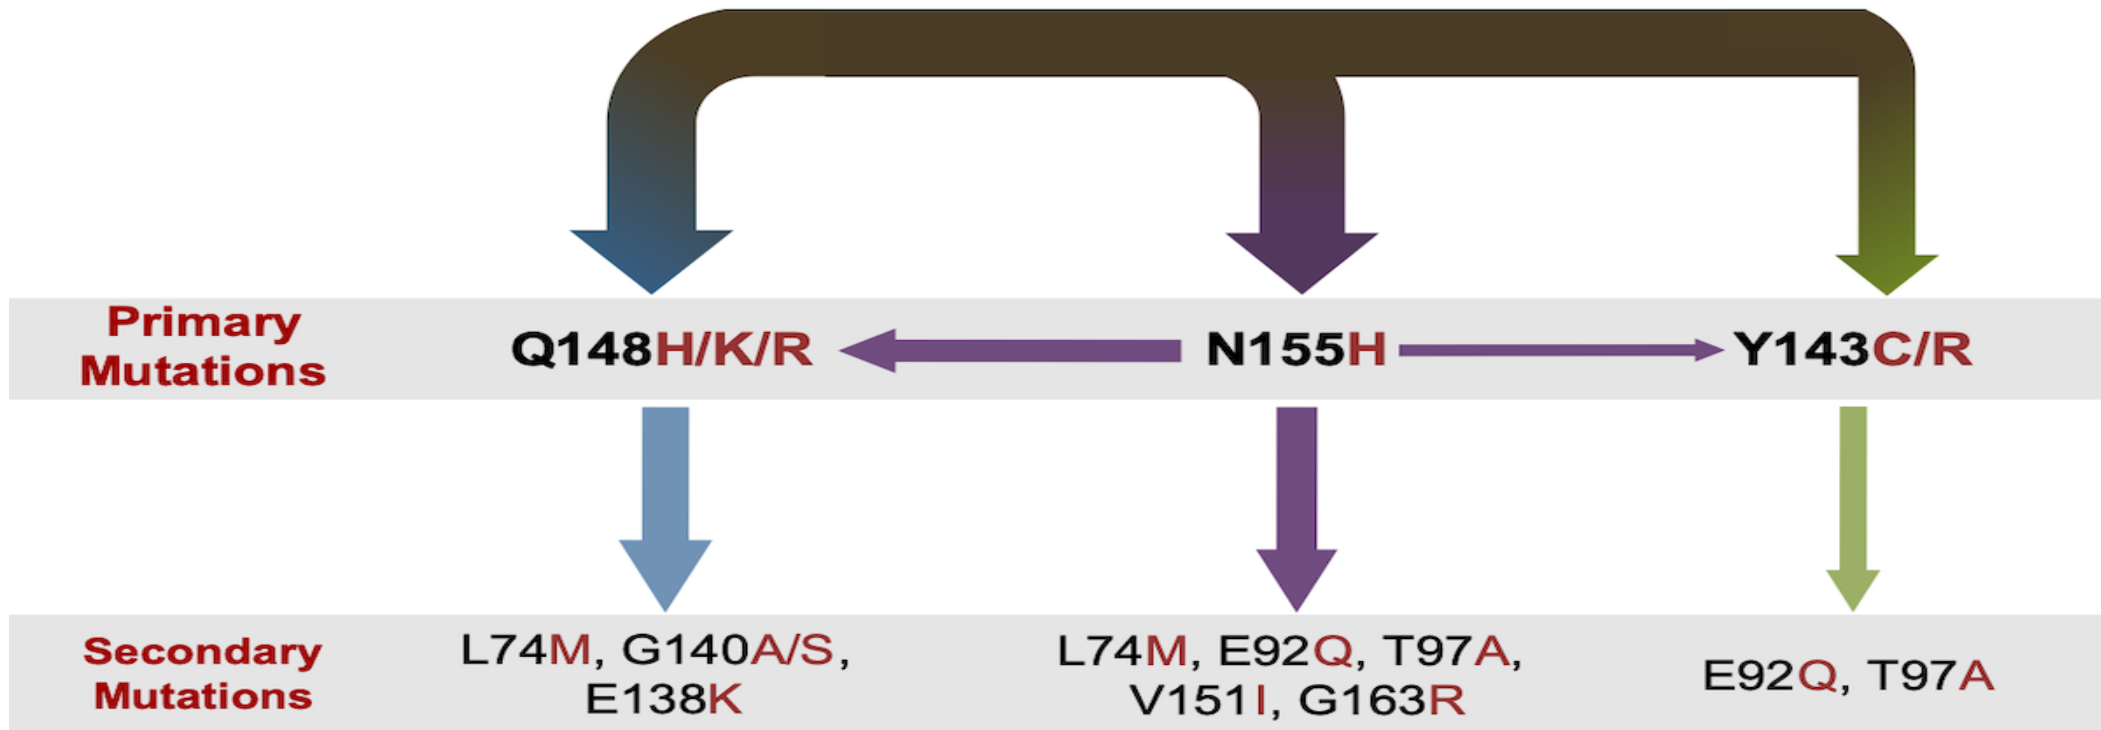 Primary
Mutations
Q148H/K/R
N155H
Y143C/R
Secondary
Mutations
L74M, G140A/S,
E138K
L74M, E92Q, T97A,
V151I, G163R
E92Q, T97A